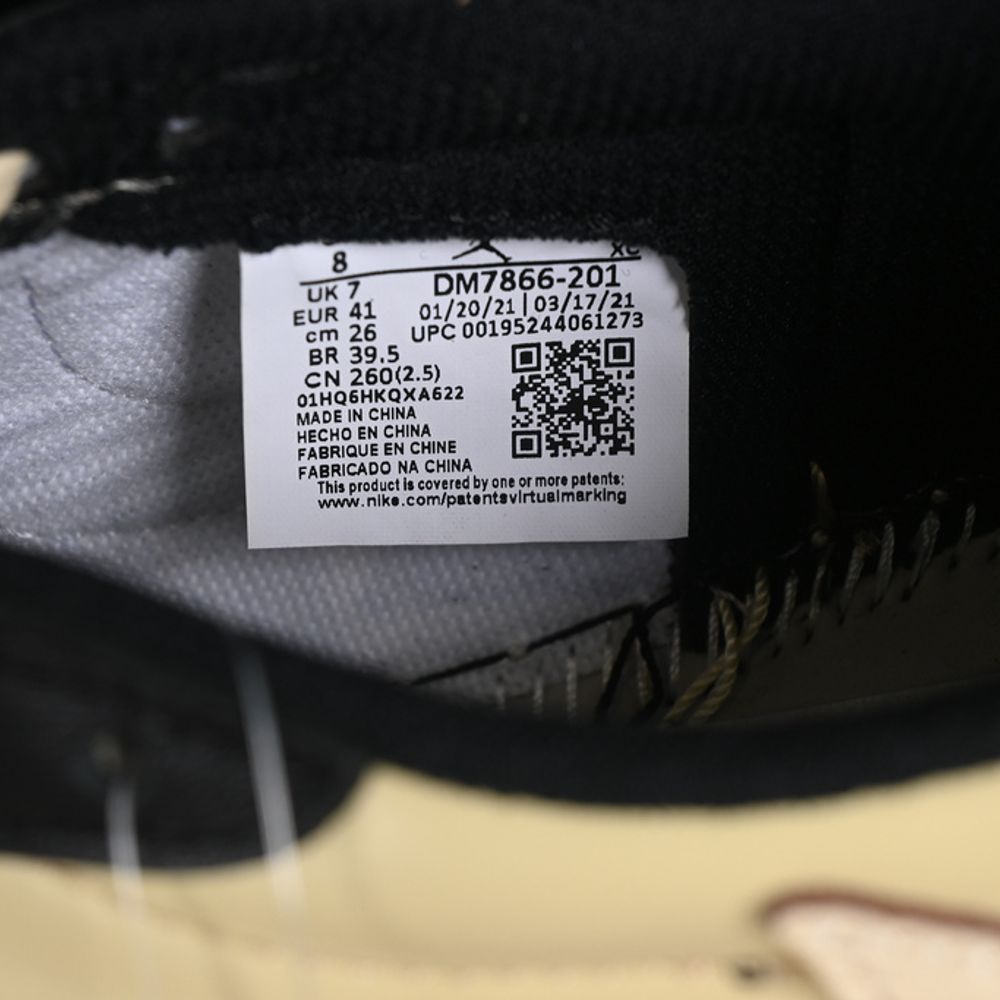 8 XC
UK 7 DM7866-201
EUR 41 01/20/21 | 03/17/21
cm 26 UPC 00195244061273
BR 39.5
CN 260(2.5)
01HQ6HKQXA622
MADE IN CHINA
HECHO EN CHINA
FABRIQUE EN CHINE
FABRICADO NA CHINA
This product is covered by one or more patents:
www.nike.com/patentsvirtualmarking